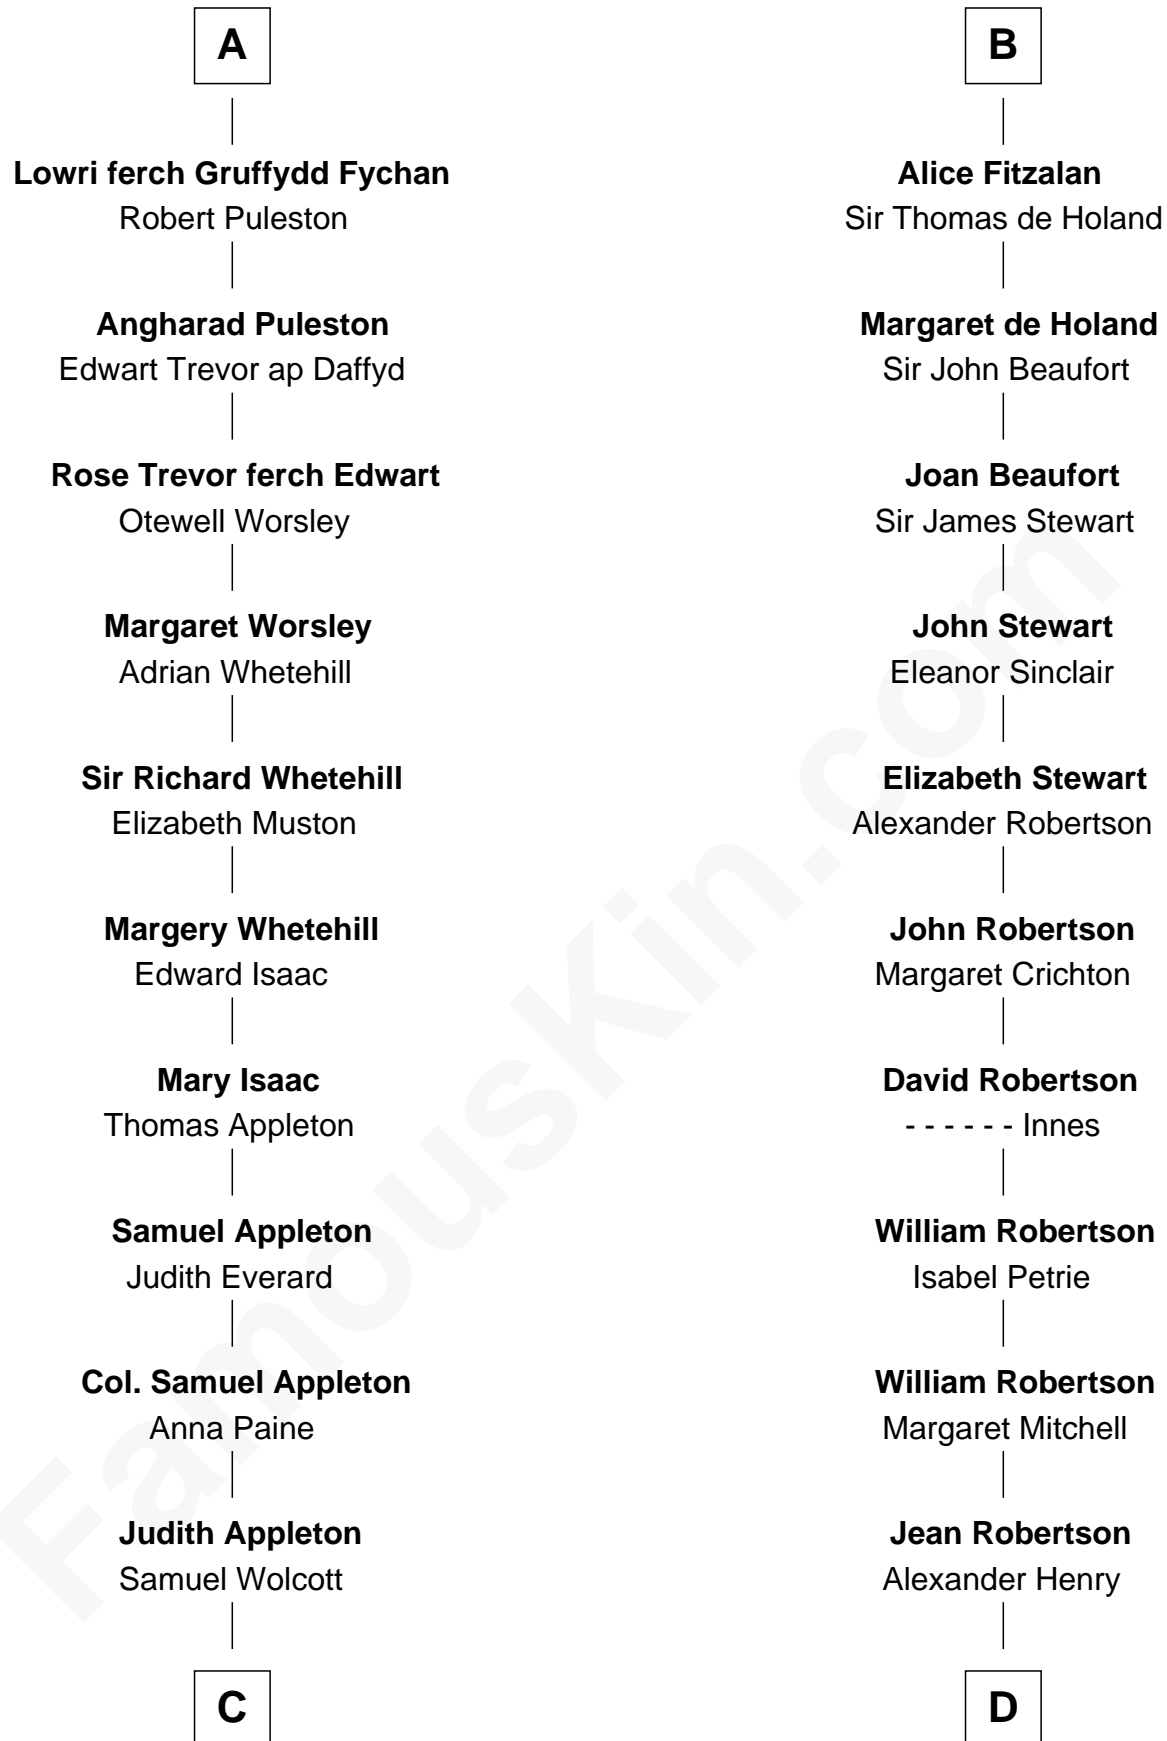 A
Lowri ferch Gruffydd Fychan
Robert Puleston
Angharad Puleston
Edwart Trevor ap Daffyd
Rose Trevor ferch Edwart
Otewell Worsley
Margaret Worsley
Adrian Whetehill
Sir Richard Whetehill
Elizabeth Muston
Margery Whetehill
Edward Isaac
Mary Isaac
Thomas Appleton
Samuel Appleton
Judith Everard
Col. Samuel Appleton
Anna Paine
Judith Appleton
Samuel Wolcott
C
B
Alice Fitzalan
Sir Thomas de Holand
Margaret de Holand
Sir John Beaufort
Joan Beaufort
Sir James Stewart
John Stewart
Eleanor Sinclair
Elizabeth Stewart
Alexander Robertson
John Robertson
Margaret Crichton
David Robertson
- - - - - - Innes
William Robertson
Isabel Petrie
William Robertson
Margaret Mitchell
Jean Robertson
Alexander Henry
D
FamousKin.com